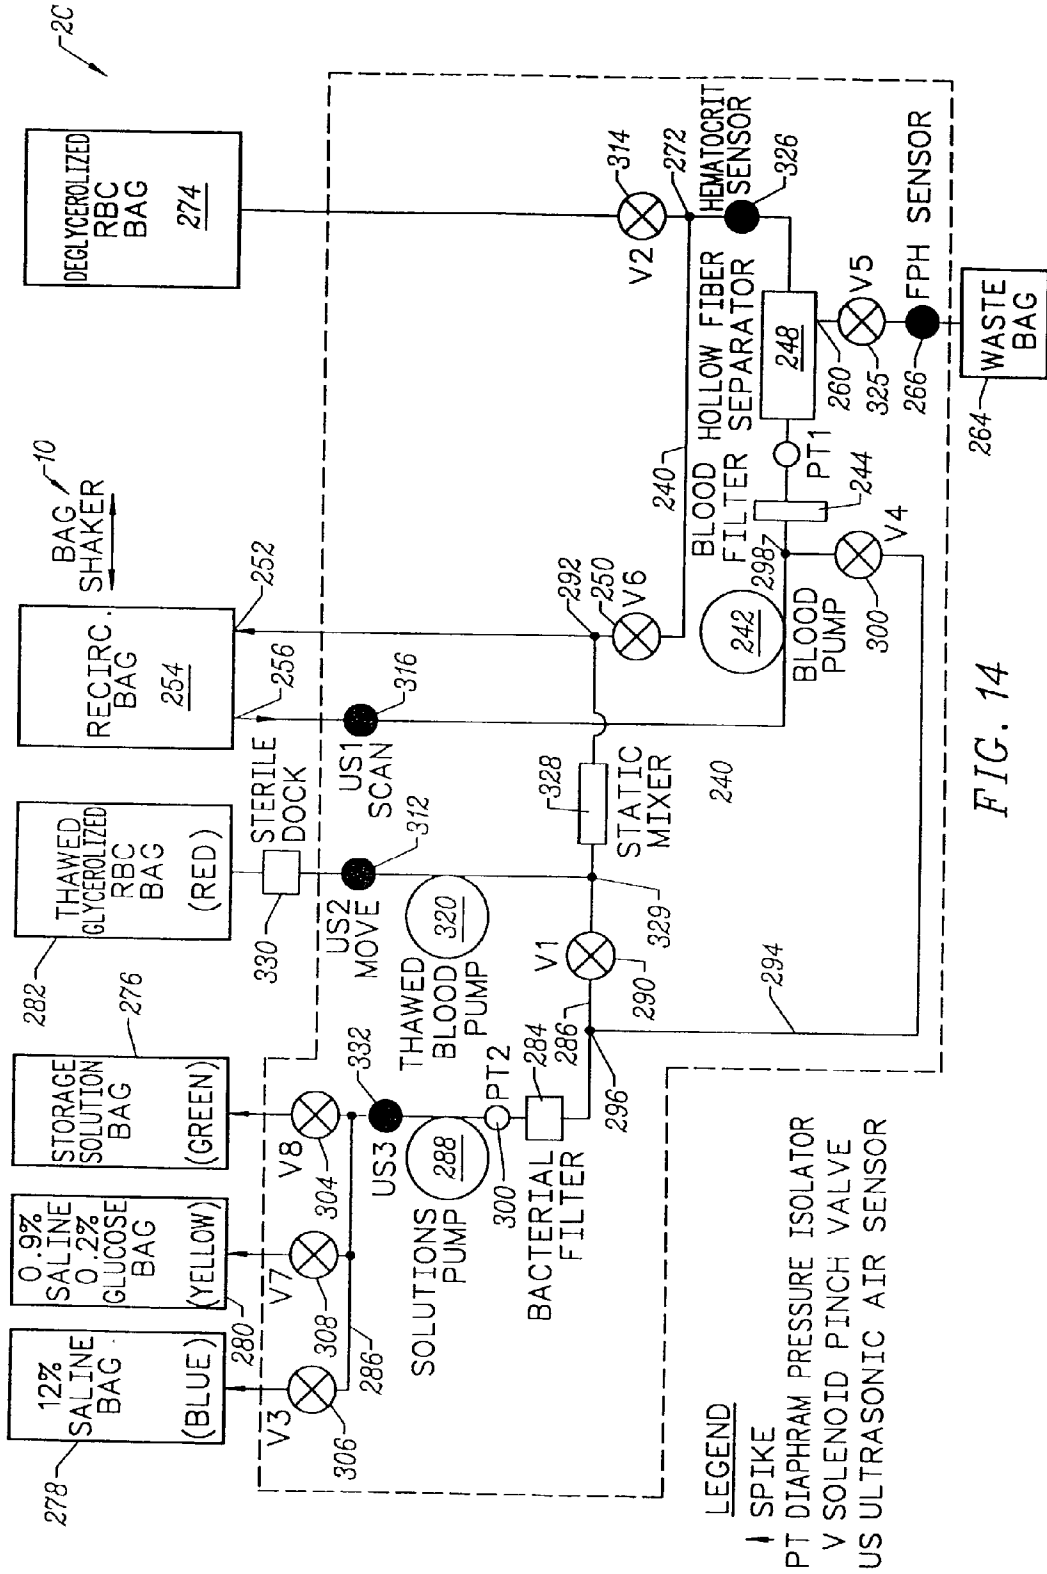 2C
12%
SALINE
BAG
(BLUE)
278
0.9%
SALINE
0.2%
GLUCOSE
BAG
(YELLOW)
280
STORAGE
SOLUTION
BAG
(GREEN)
276
THAWED
GLYCEROLIZED
RBC
BAG
(RED)
282
RECIRC.
BAG
254
256
252
BAG
SHAKER
10
DEGLYCEROLIZED
RBC
BAG
274
STERILE
DOCK
330
V3
306
V7
308
V8
304
286
US3
332
US2
MOVE
312
US1
SCAN
316
SOLUTIONS
PUMP
288
THAWED
BLOOD
PUMP
320
PT2
300
BACTERIAL
FILTER
284
286
296
V1
290
329
STATIC
MIXER
328
292
250
V6
240
240
294
V2
314
272
HEMATOCRIT
SENSOR
326
HOLLOW FIBER
SEPARATOR
248
BLOOD
FILTER
298
PT1
244
242
BLOOD
PUMP
300
V4
260
325
V5
266
FPH SENSOR
264
WASTE
BAG
LEGEND
SPIKE
PT DIAPHRAM PRESSURE ISOLATOR
V SOLENOID PINCH VALVE
US ULTRASONIC AIR SENSOR
FIG. 14